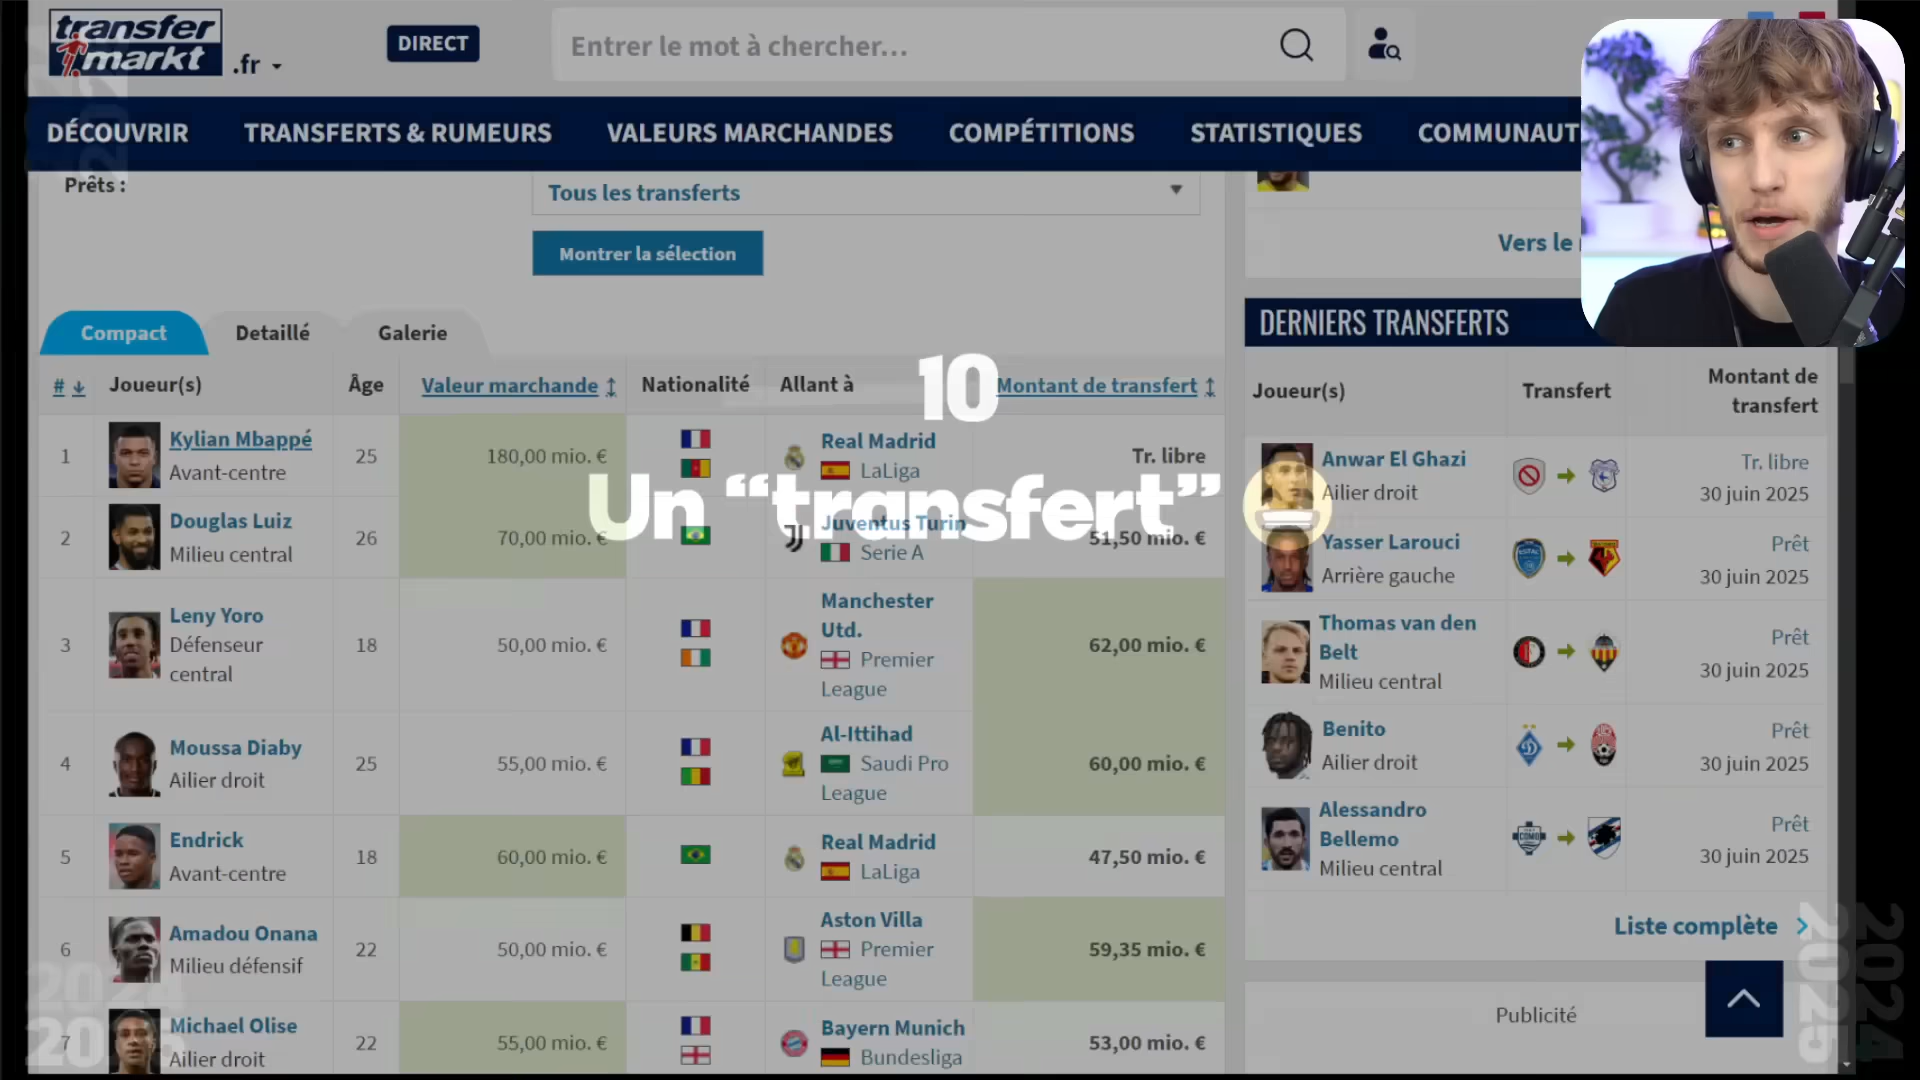 transfer
markt
.fr
DIRECT
Entrer le mot à chercher...
DÉCOUVRIR
TRANSFERTS & RUMEURS
VALEURS MARCHANDES
COMPÉTITIONS
STATISTIQUES
COMMUNAUT
Prêts :
Tous les transferts
Montrer la sélection
Vers le
Compact
Detaillé
Galerie
10
Un “transfert”
# Joueur(s) Âge Valeur marchande Nationalité Allant à Montant de transfert
1 Kylian Mbappé 25 180,00 mio. € Real Madrid Tr. libre
Avant-centre LaLiga
2 Douglas Luiz 26 70,00 mio. € Juventus Turin 51,50 mio. €
Milieu central Serie A
3 Leny Yoro 18 50,00 mio. € Manchester 62,00 mio. €
Défenseur Utd.
central Premier
League
4 Moussa Diaby 25 55,00 mio. € Al-Ittihad 60,00 mio. €
Ailier droit Saudi Pro
League
5 Endrick 18 60,00 mio. € Real Madrid 47,50 mio. €
Avant-centre LaLiga
6 Amadou Onana 22 50,00 mio. € Aston Villa 59,35 mio. €
Milieu défensif Premier
League
7 Michael Olise 22 55,00 mio. € Bayern Munich 53,00 mio. €
Ailier droit Bundesliga
DERNIERS TRANSFERTS
Joueur(s) Transfert Montant de
transfert
Anwar El Ghazi Tr. libre
Ailier droit 30 juin 2025
Yasser Larouci Prêt
Arrière gauche 30 juin 2025
Thomas van den Prêt
Belt 30 juin 2025
Milieu central
Benito Prêt
Ailier droit 30 juin 2025
Alessandro Prêt
Bellemo 30 juin 2025
Milieu central
Liste complète
Publicité
2024
2025
2024
2025